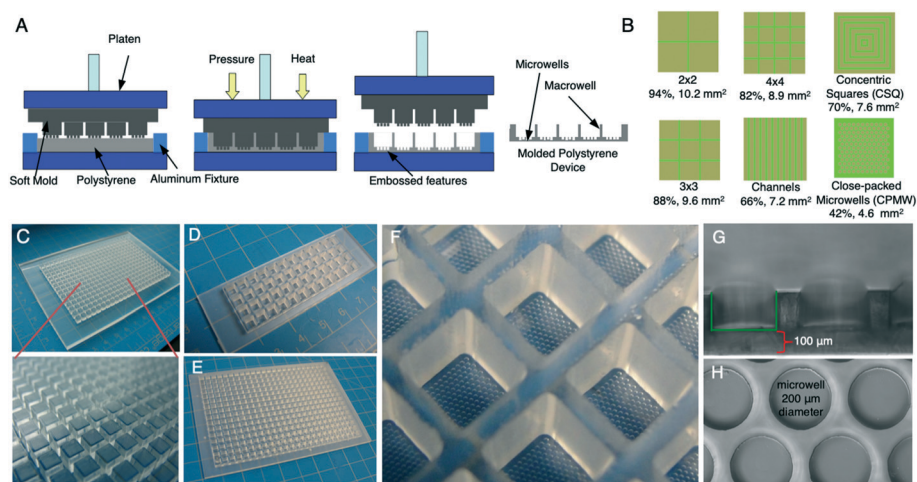 A
Platen
Pressure
Heat
Microwells
Macrowell
Soft Mold
Polystyrene
Aluminum Fixture
Embossed features
Molded Polystyrene
Device
B
2x2
94%, 10.2 mm²
4x4
82%, 8.9 mm²
Concentric
Squares (CSQ)
70%, 7.6 mm²
3x3
88%, 9.6 mm²
Channels
66%, 7.2 mm²
Close-packed
Microwells (CPMW)
42%, 4.6 mm²
C
D
E
F
G
100 µm
H
microwell
200 µm
diameter